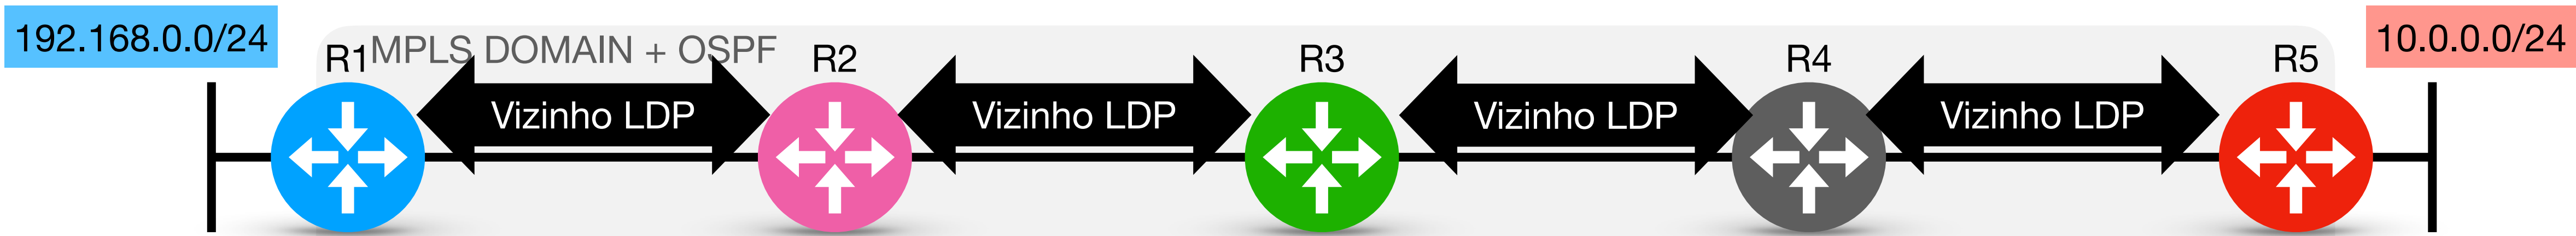 192.168.0.0/24
10.0.0.0/24
MPLS DOMAIN + OSPF
R1
R2
R3
R4
R5
Vizinho LDP
Vizinho LDP
Vizinho LDP
Vizinho LDP